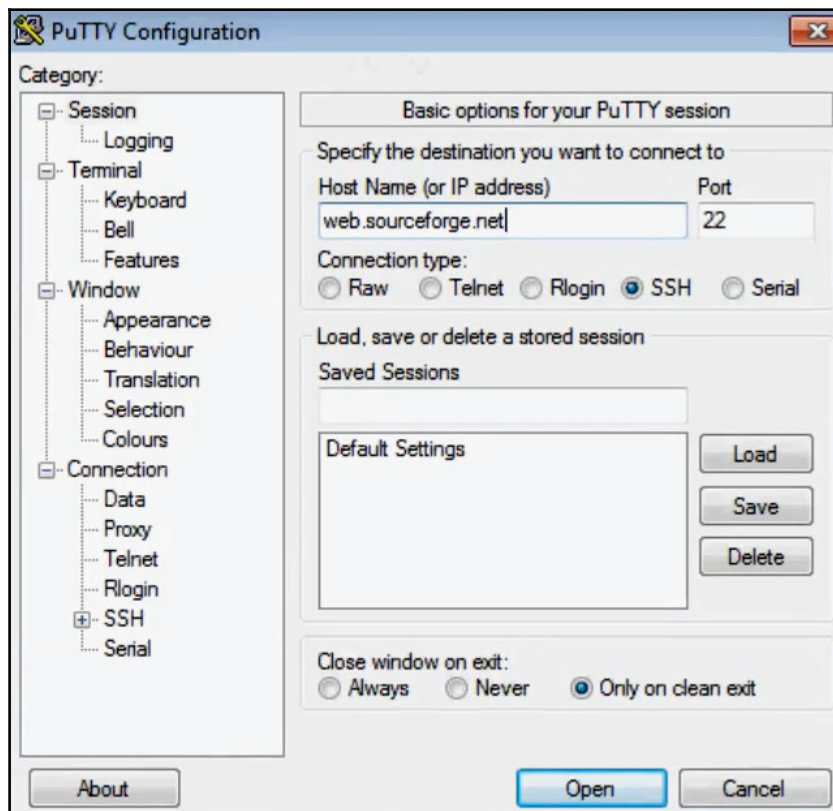 PuTTY Configuration
Category:
Session
Logging
Terminal
Keyboard
Bell
Features
Window
Appearance
Behaviour
Translation
Selection
Colours
Connection
Data
Proxy
Telnet
Rlogin
SSH
Serial
Basic options for your PuTTY session
Specify the destination you want to connect to
Host Name (or IP address) Port
web.sourceforge.net 22
Connection type:
Raw Telnet Rlogin SSH Serial
Load, save or delete a stored session
Saved Sessions
Default Settings
Load
Save
Delete
Close window on exit:
Always Never Only on clean exit
About Open Cancel